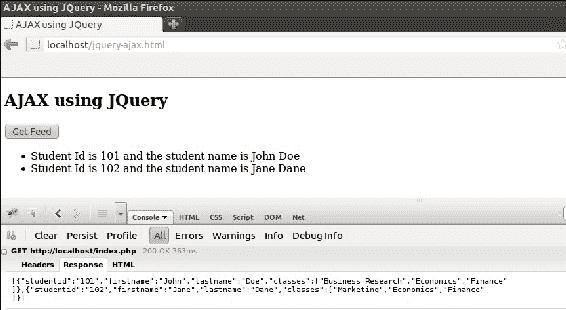 AJAX using JQuery - Mozilla Firefox
AJAX using JQuery
localhost/jquery-ajax.html
AJAX using JQuery
Get Feed
Student Id is 101 and the student name is John Doe
Student Id is 102 and the student name is Jane Dane
Console HTML CSS Script DOM Net
Clear Persist Profile All Errors Warnings Info Debug Info
GET http://localhost/index.php 200 OK 363ms
Headers Response HTML
[{"studentid":"101","firstname":"John","lastname":"Doe","classes":["Business Research","Economics","Finance"
]},{"studentid":"102","firstname":"Jane","lastname":"Dane","classes":["Marketing","Economics","Finance"
]}]